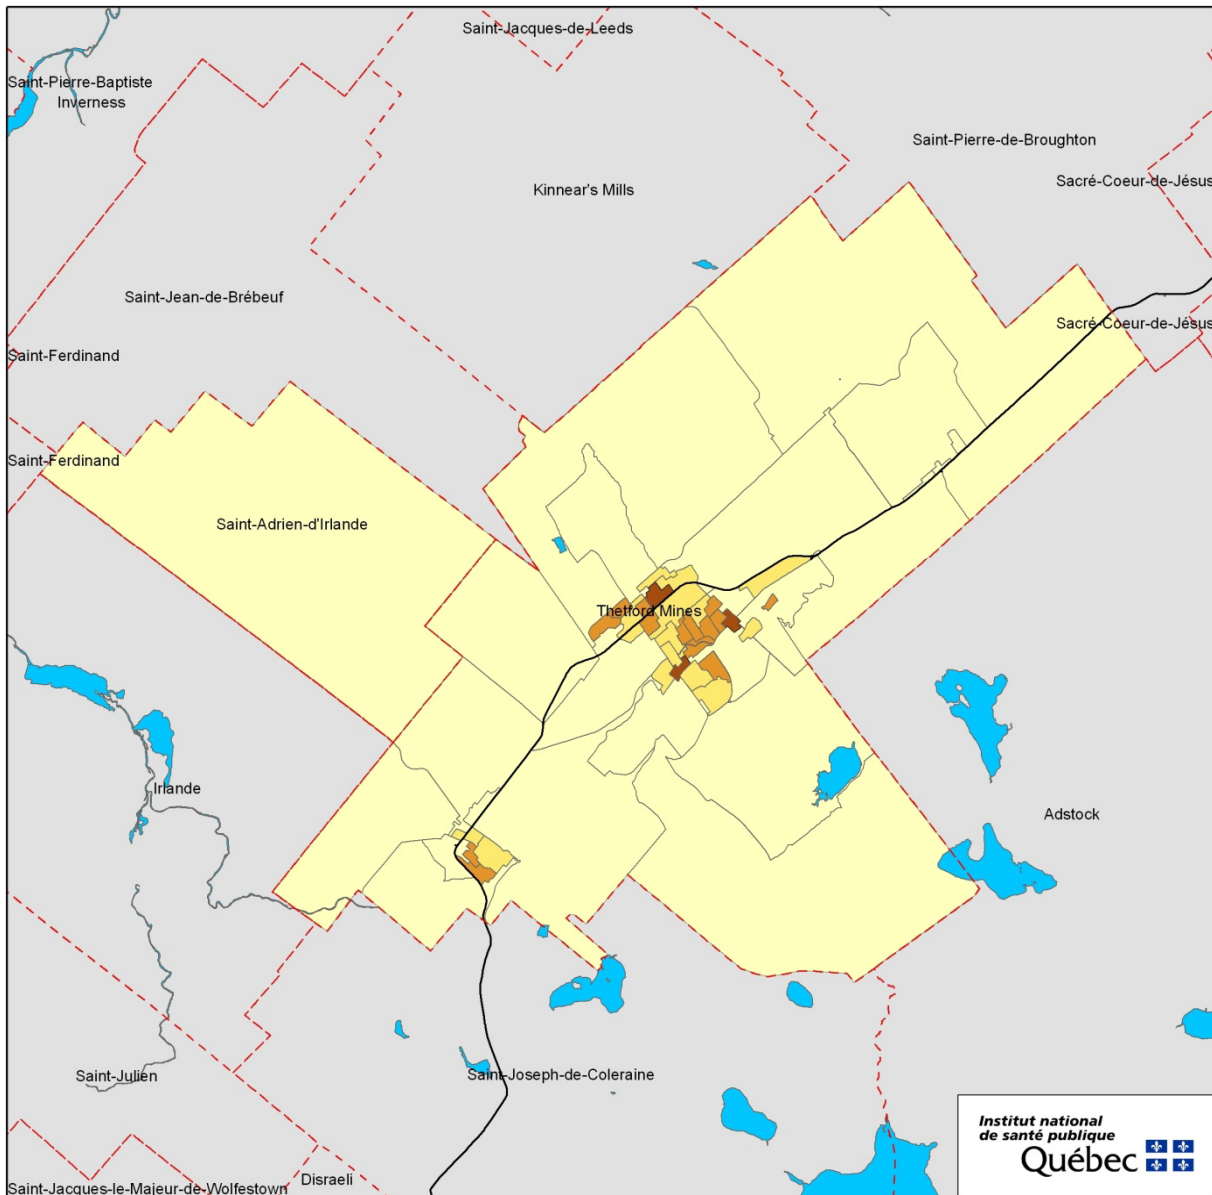 Saint-Jacques-de-Leeds
Saint-Pierre-Baptiste
Inverness
Saint-Pierre-de-Broughton
Sacré-Coeur-de-Jésus
Kinnear's Mills
Saint-Jean-de-Brébeuf
Sacré-Coeur-de-Jésus
Saint-Ferdinand
Saint-Ferdinand
Saint-Adrien-d'Irlande
Thetford Mines
Irlande
Adstock
Saint-Julien
Saint-Joseph-de-Coleraine
Disraeli
Saint-Jacques-le-Majeur-de-Wolfestown
Institut national
de santé publique
Québec